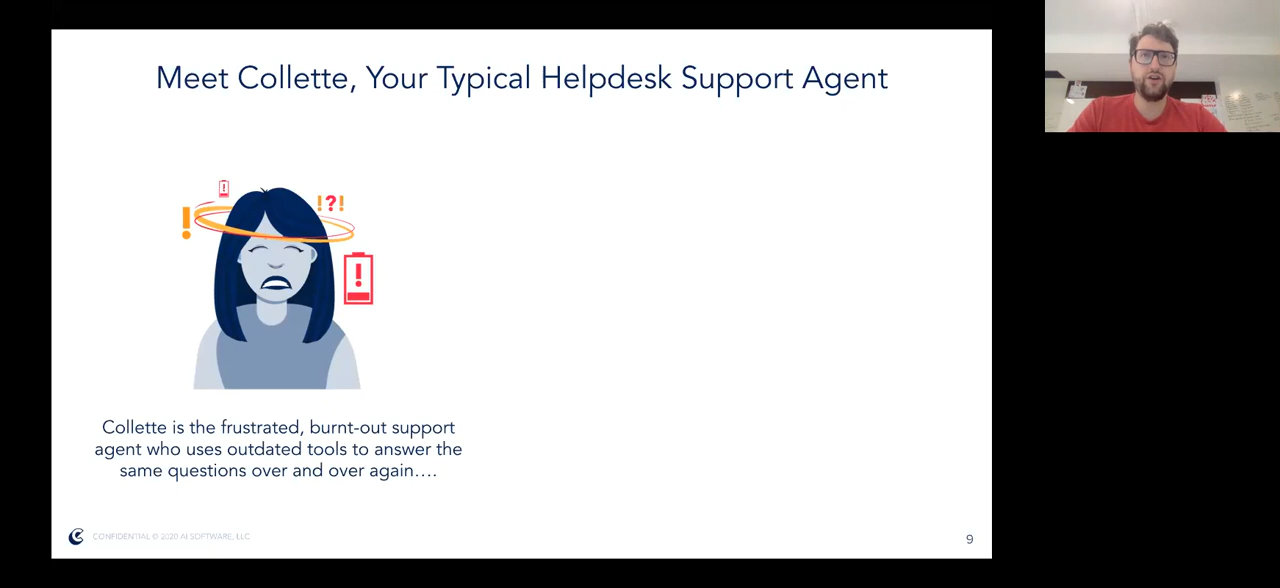 Meet Collette, Your Typical Helpdesk Support Agent
!
!
!?!
!
Collette is the frustrated, burnt-out support
agent who uses outdated tools to answer the
same questions over and over again….
CONFIDENTIAL © 2020 AI SOFTWARE, LLC
9